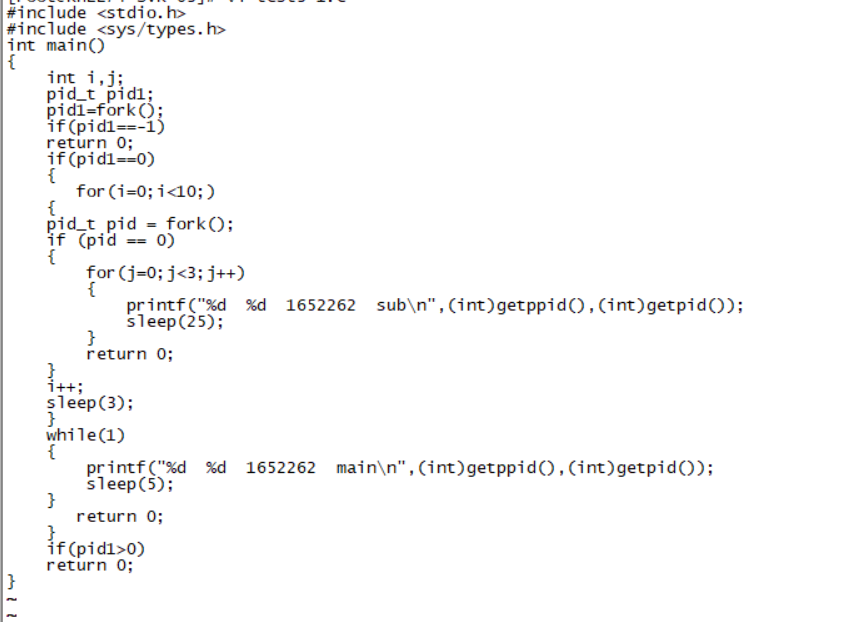 #include <stdio.h>
#include <sys/types.h>
int main()
{
    int i,j;
    pid_t pid1;
    pid1=fork();
    if(pid1==-1)
    return 0;
    if(pid1==0)
    {
       for(i=0;i<10;)
    {
    pid_t pid = fork();
    if (pid == 0)
    {
        for(j=0;j<3;j++)
        {
            printf("%d  %d  1652262  sub\n",(int)getppid(),(int)getpid());
            sleep(25);
        }
        return 0;
    }
    i++;
    sleep(3);
    }
    while(1)
    {
        printf("%d  %d  1652262  main\n",(int)getppid(),(int)getpid());
        sleep(5);
    }
       return 0;
    }
    if(pid1>0)
    return 0;
}
~
~